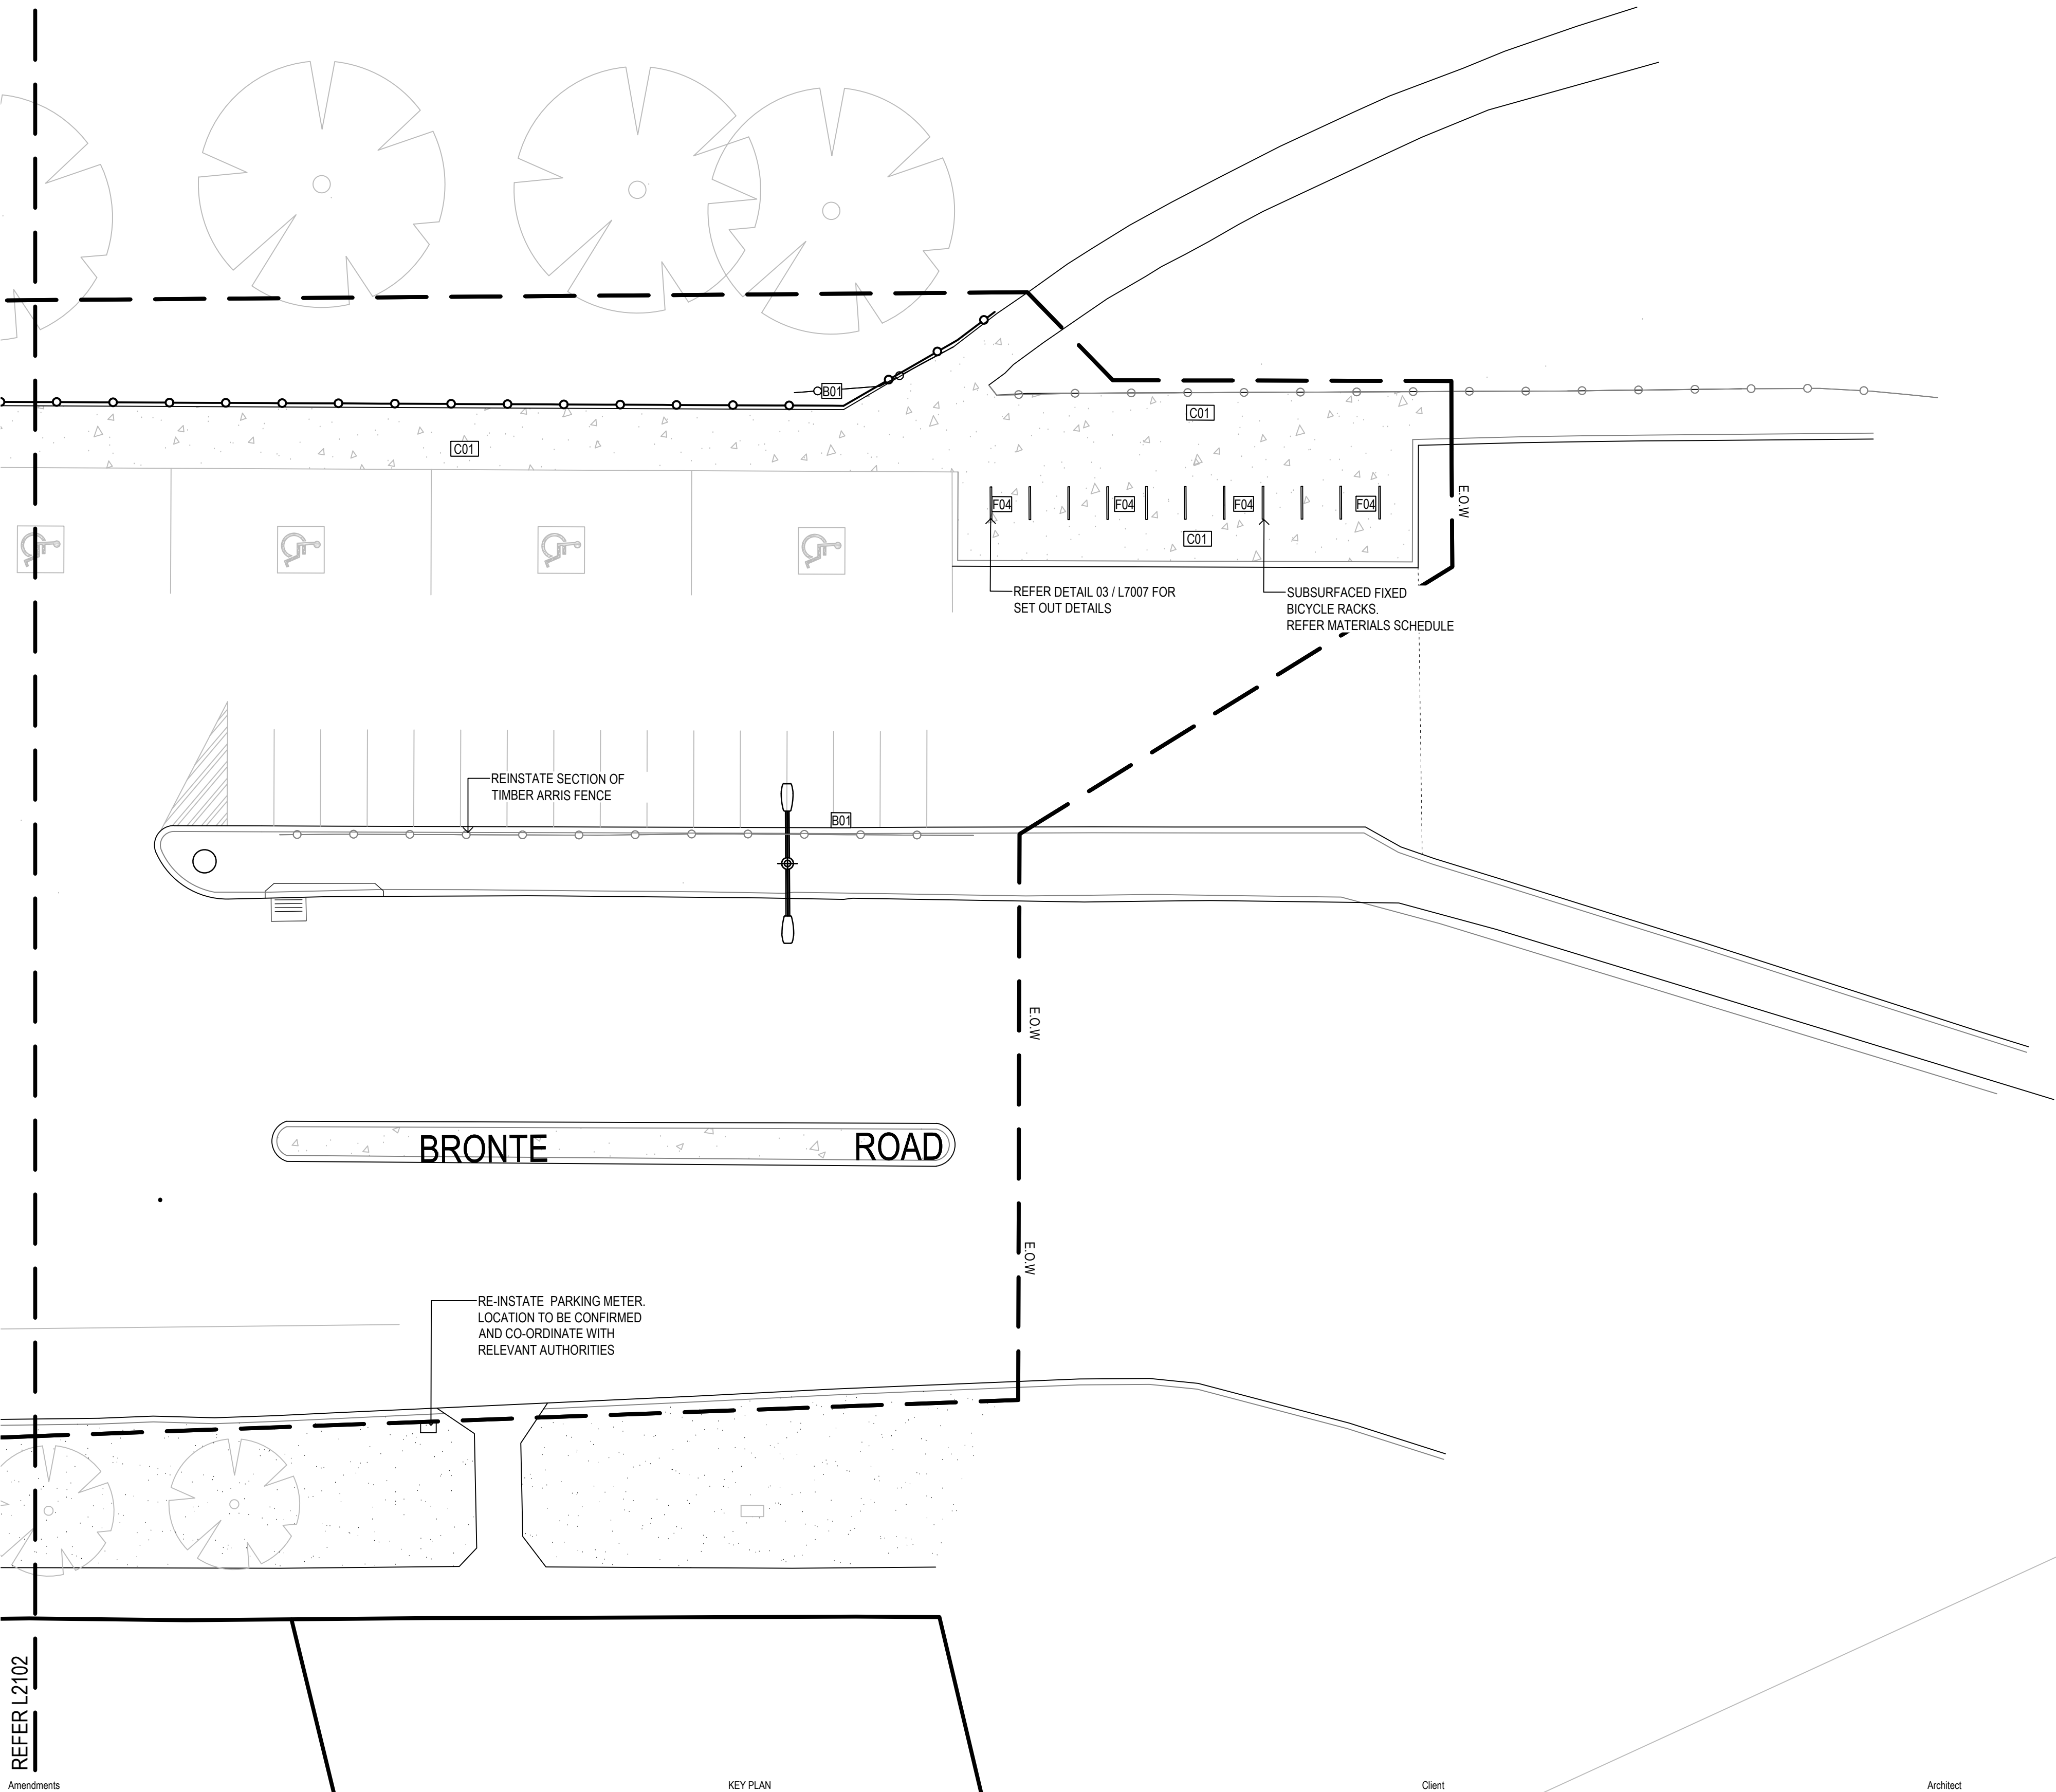 B01
C01
C01
F04
F04
F04
F04
E.O.W
C01
REFER DETAIL 03 / L7007 FOR
SET OUT DETAILS
SUBSURFACED FIXED
BICYCLE RACKS.
REFER MATERIALS SCHEDULE
REINSTATE SECTION OF
TIMBER ARRIS FENCE
B01
E.O.W
BRONTE ROAD
E.O.W
RE-INSTATE PARKING METER.
LOCATION TO BE CONFIRMED
AND CO-ORDINATE WITH
RELEVANT AUTHORITIES
REFER L2102
Amendments
KEY PLAN
Client
Architect